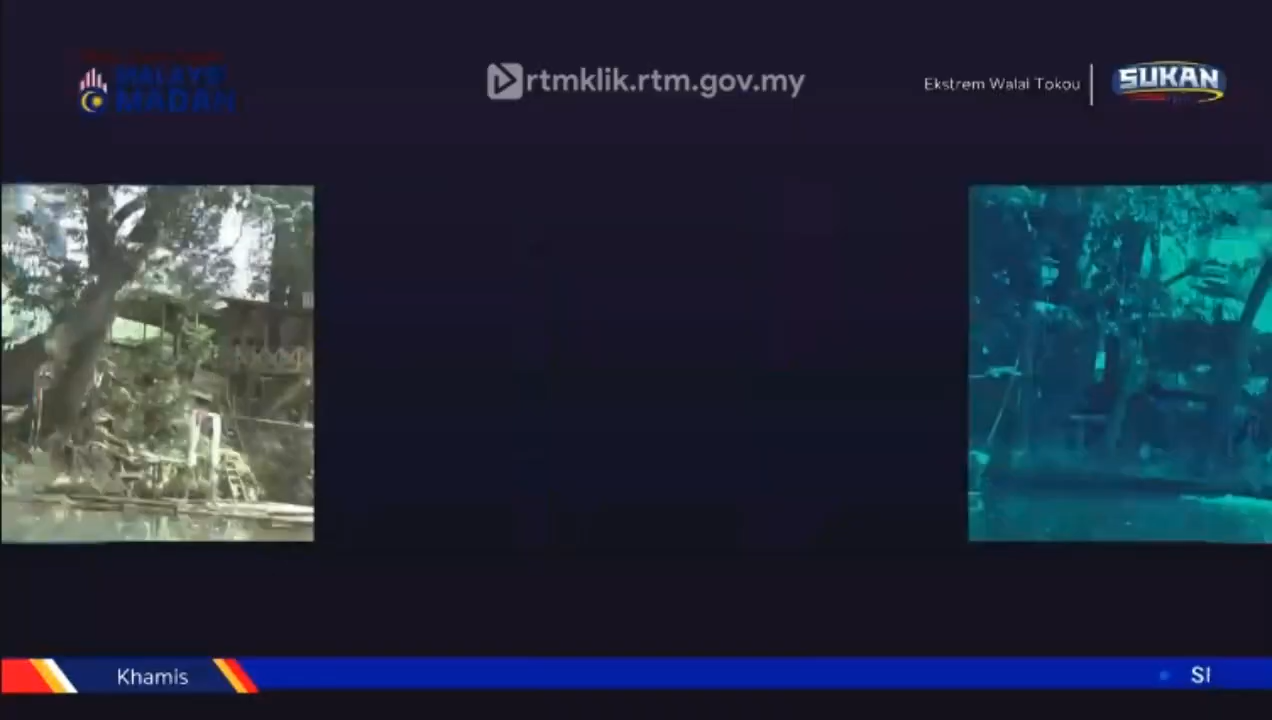 MALAYSIA
MADANI
rtmklik.rtm.gov.my
Ekstrem Walai Tokou
SUKAN
Khamis
SI